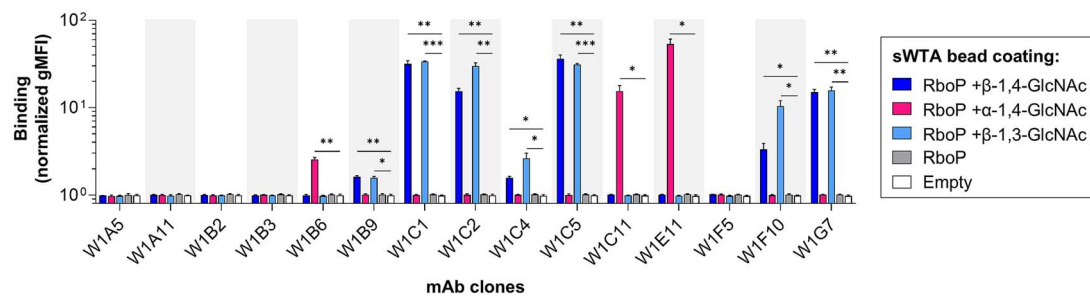 Binding
(normalized gMFI)
10²
10¹
10⁰
** ** ** *
*** ** *** * * **
** ** * * * **
* *
W1A5 W1A11 W1B2 W1B3 W1B6 W1B9 W1C1 W1C2 W1C4 W1C5 W1C11 W1E11 W1F5 W1F10 W1G7
mAb clones
sWTA bead coating:
RboP +β-1,4-GlcNAc
RboP +α-1,4-GlcNAc
RboP +β-1,3-GlcNAc
RboP
Empty